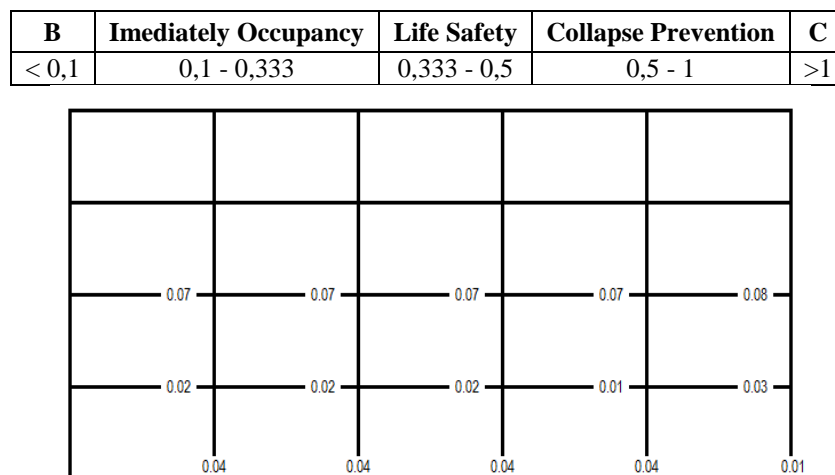 B Imediately Occupancy Life Safety Collapse Prevention C
< 0,1 0,1 - 0,333 0,333 - 0,5 0,5 - 1 >1
0.07 0.07 0.07 0.07 0.08
0.02 0.02 0.02 0.01 0.03
0.04 0.04 0.04 0.04 0.01